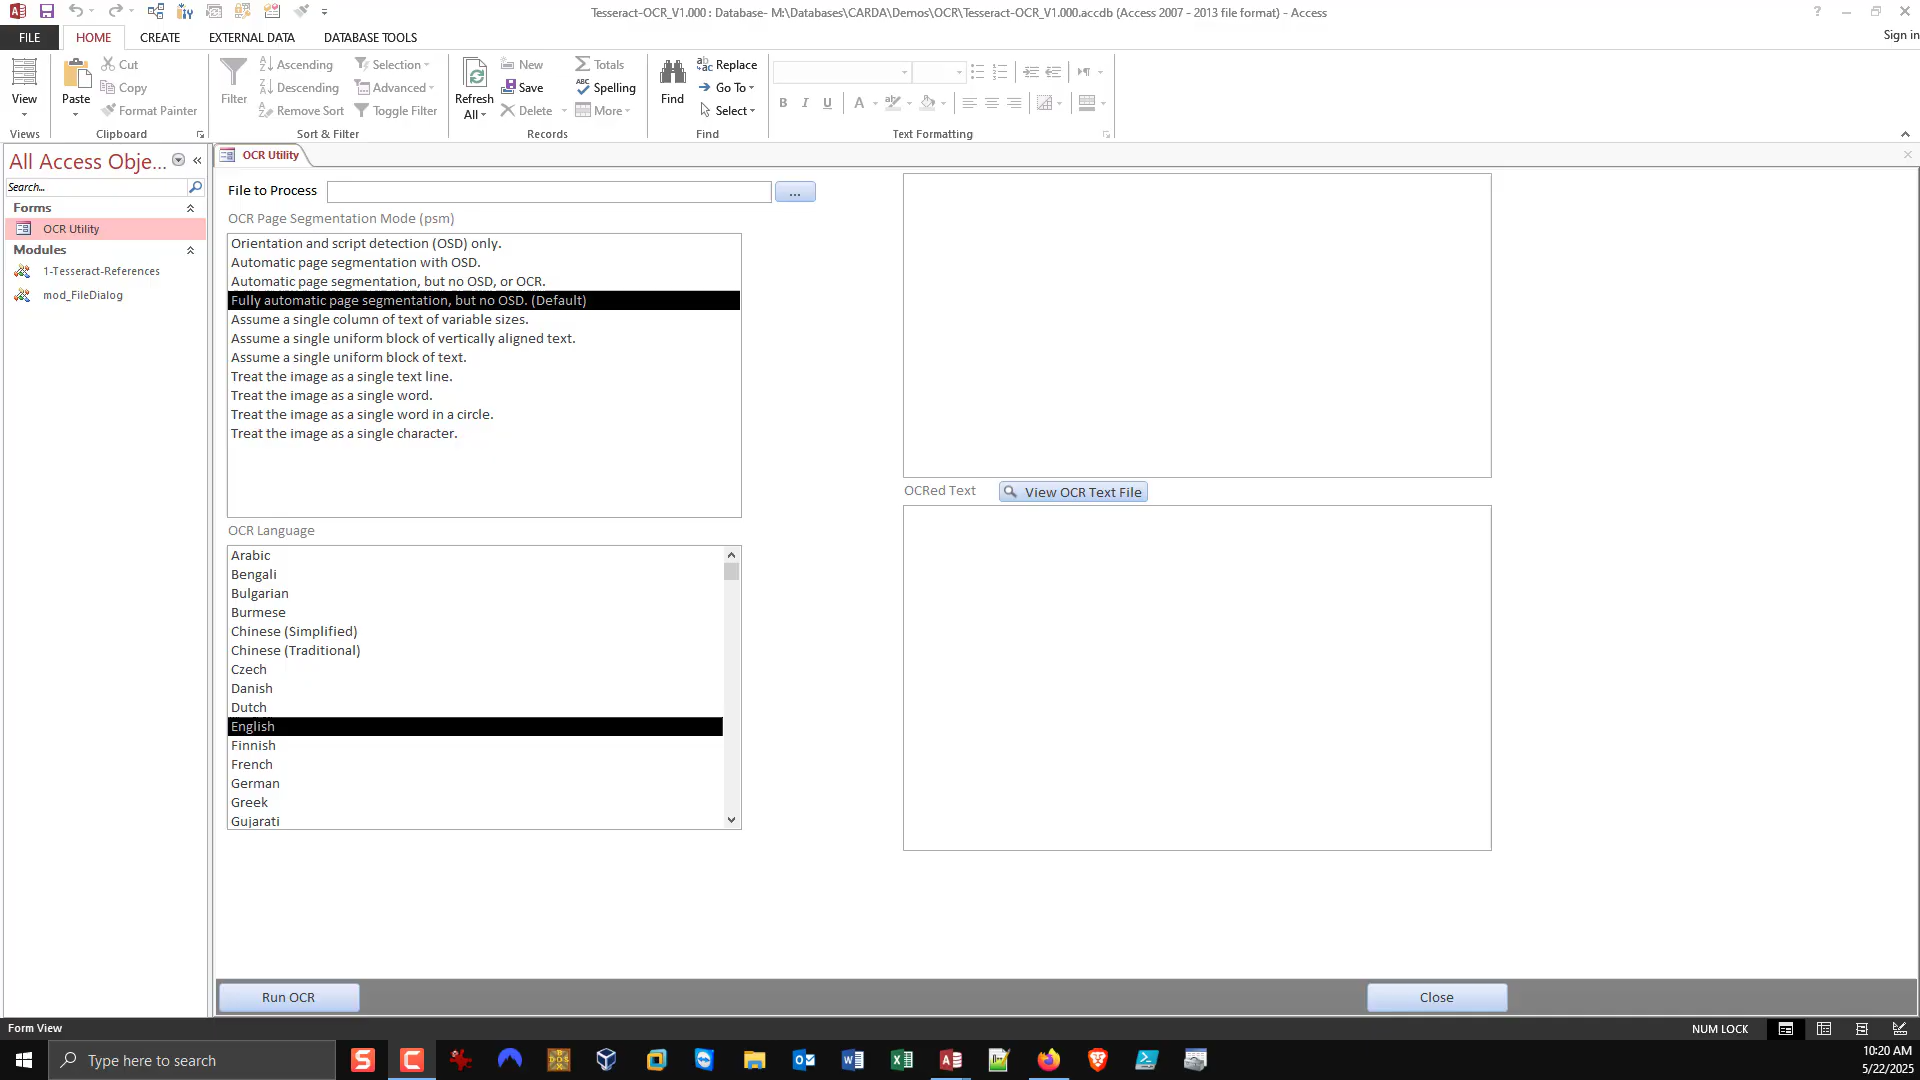 Tesseract-OCR_V1.000 : Database- M:\Databases\CARDA\Demos\OCR\Tesseract-OCR_V1.000.accdb (Access 2007 - 2013 file format) - Access
FILE HOME CREATE EXTERNAL DATA DATABASE TOOLS
Sign in
View
Views
Paste
Cut
Copy
Format Painter
Clipboard
Filter
Ascending
Descending
Remove Sort
Selection
Advanced
Toggle Filter
Sort & Filter
Refresh
All
New
Save
Delete
Totals
Spelling
More
Records
Find
Replace
Go To
Select
Find
B I U A
Text Formatting
All Access Obje...
Search...
Forms
OCR Utility
Modules
1-Tesseract-References
mod_FileDialog
OCR Utility
File to Process ...
OCR Page Segmentation Mode (psm)
Orientation and script detection (OSD) only.
Automatic page segmentation with OSD.
Automatic page segmentation, but no OSD, or OCR.
Fully automatic page segmentation, but no OSD. (Default)
Assume a single column of text of variable sizes.
Assume a single uniform block of vertically aligned text.
Assume a single uniform block of text.
Treat the image as a single text line.
Treat the image as a single word.
Treat the image as a single word in a circle.
Treat the image as a single character.
OCR Language
Arabic
Bengali
Bulgarian
Burmese
Chinese (Simplified)
Chinese (Traditional)
Czech
Danish
Dutch
English
Finnish
French
German
Greek
Gujarati
OCRed Text
View OCR Text File
Run OCR
Close
Form View
NUM LOCK
Type here to search
10:20 AM
5/22/2025